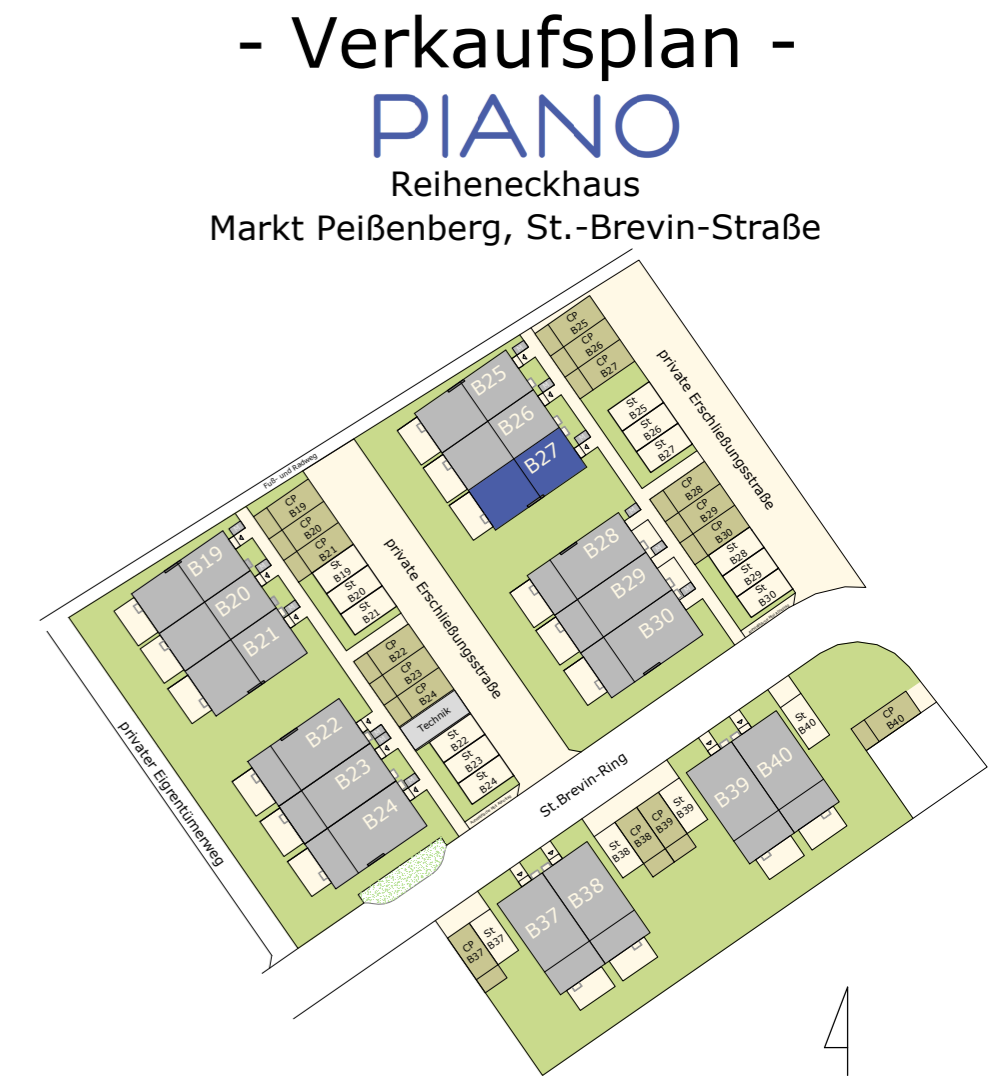 - Verkaufsplan -
PIANO
Reiheneckhaus
Markt Peißenberg, St.-Brevin-Straße
CP
B25
CP
B26
CP
B27
private Erschließungsstraße
B25
B26
B27
St
B25
St
B26
St
B27
Fuß- und Radweg
CP
B19
CP
B20
CP
B21
St
B19
St
B20
St
B21
private Erschließungsstraße
CP
B28
CP
B29
CP
B30
St
B28
St
B29
St
B30
B19
B20
B21
B28
B29
B30
CP
B22
CP
B23
CP
B24
Technik
St
B22
St
B23
St
B24
privater Eigrentümerweg
B22
B23
B24
St.Brevin-Ring
St
B40
CP
B40
B39
B40
St
B38
CP
B38
CP
B39
St
B39
B37
B38
CP
B37
St
B37